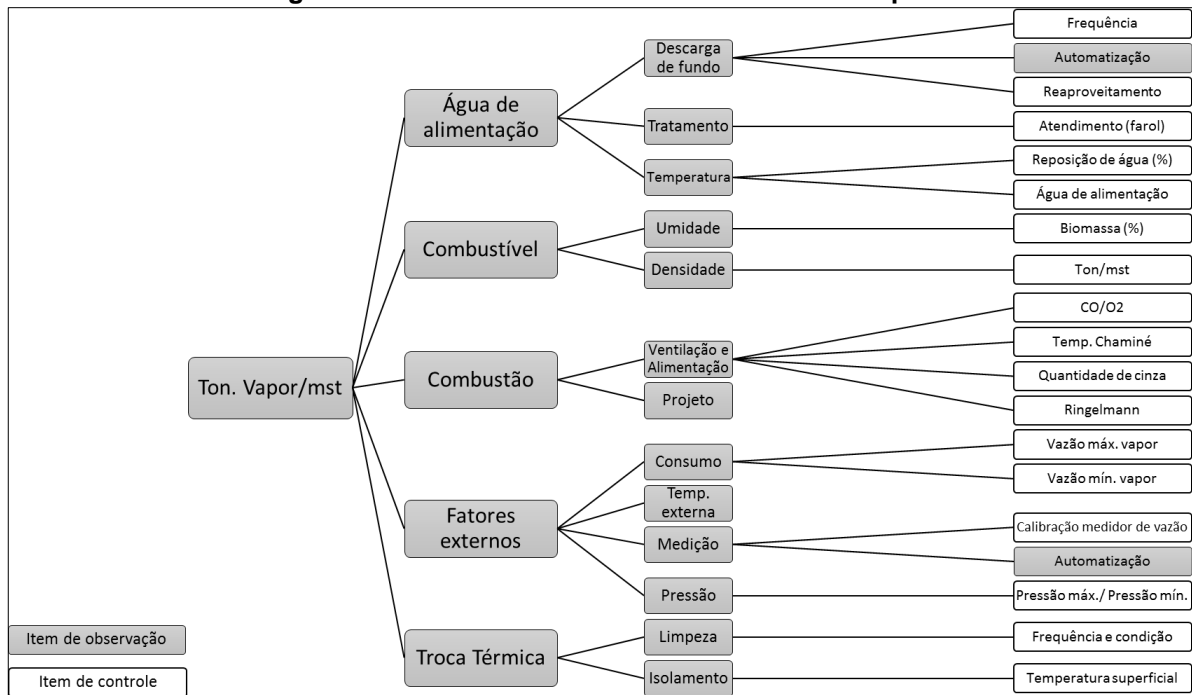 Frequência
Descarga
de fundo
Automatização
Reaproveitamento
Água de
alimentação
Tratamento
Atendimento (farol)
Temperatura
Reposição de água (%)
Água de alimentação
Combustível
Umidade
Biomassa (%)
Densidade
Ton/mst
Ton. Vapor/mst
Combustão
Ventilação e
Alimentação
CO/O2
Temp. Chaminé
Quantidade de cinza
Ringelmann
Projeto
Fatores
externos
Consumo
Vazão máx. vapor
Vazão mín. vapor
Temp.
externa
Medição
Calibração medidor de vazão
Automatização
Pressão
Pressão máx./ Pressão mín.
Troca Térmica
Limpeza
Frequência e condição
Isolamento
Temperatura superficial
Item de observação
Item de controle